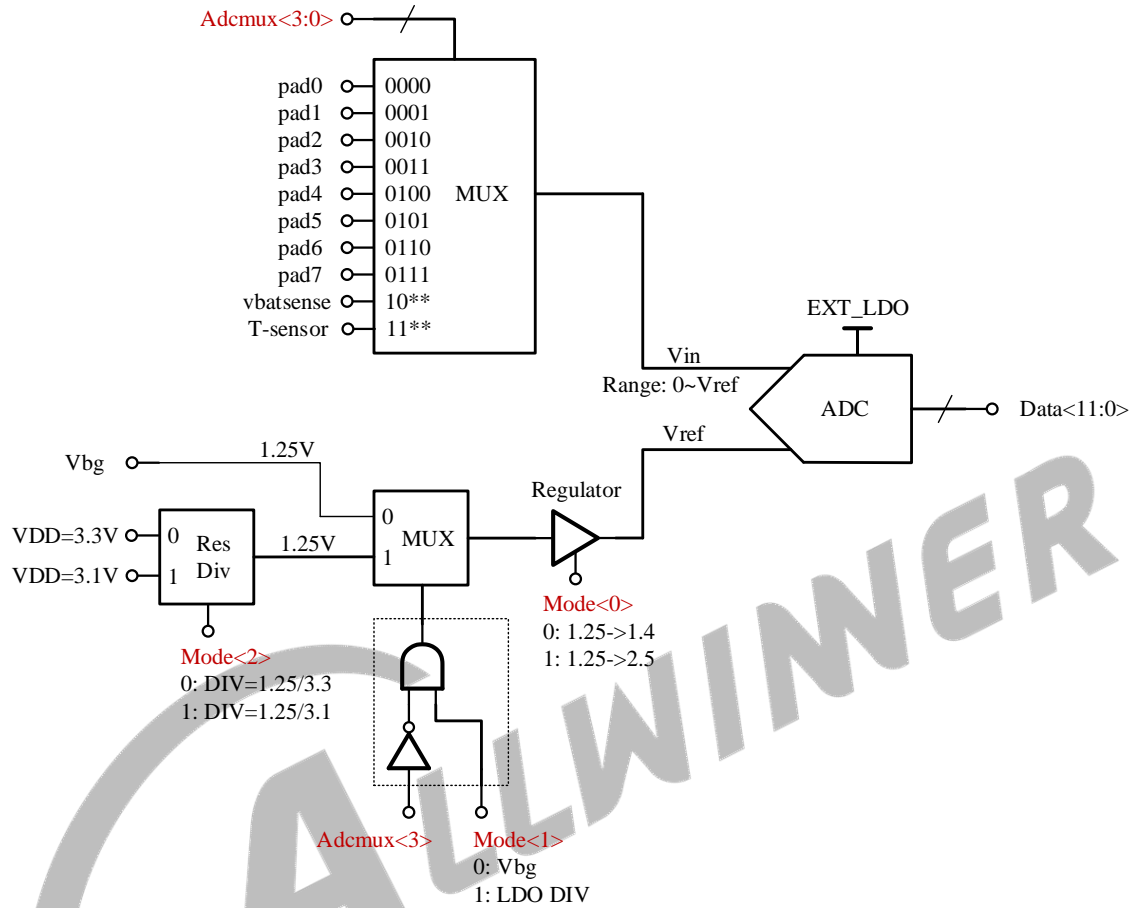 Adcmux<3:0>
pad0 0000
pad1 0001
pad2 0010
pad3 0011
pad4 0100 MUX
pad5 0101
pad6 0110
pad7 0111
vbatsense 10**
T-sensor 11**
EXT_LDO
Vin
Range: 0~Vref
ADC
Data<11:0>
Vref
Vbg 1.25V
Regulator
0
MUX
1
VDD=3.3V 0
Res
Div
1.25V
VDD=3.1V 1
Mode<0>
0: 1.25->1.4
1: 1.25->2.5
Mode<2>
0: DIV=1.25/3.3
1: DIV=1.25/3.1
Adcmux<3>
Mode<1>
0: Vbg
1: LDO DIV
ALLWINNER